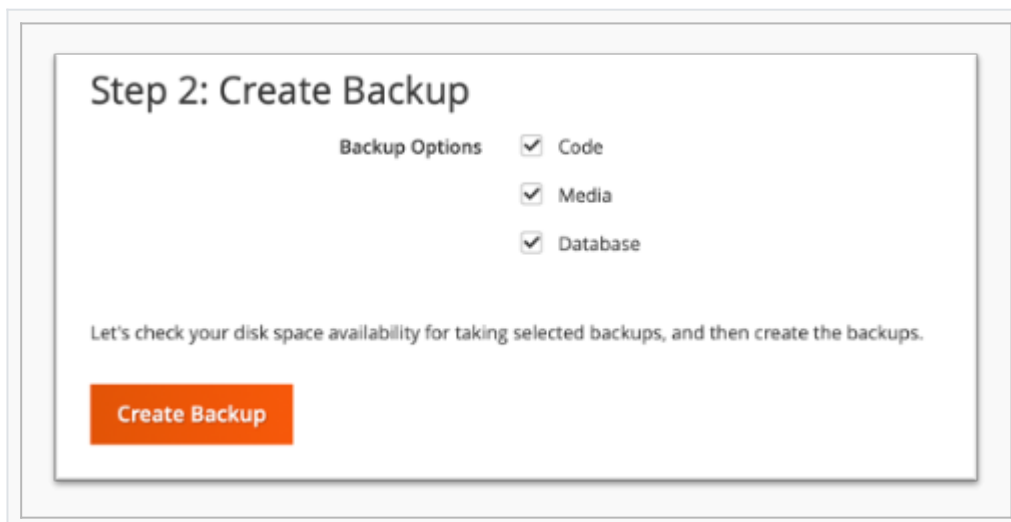 Step 2: Create Backup
Backup Options
Code
Media
Database
Let's check your disk space availability for taking selected backups, and then create the backups.
Create Backup